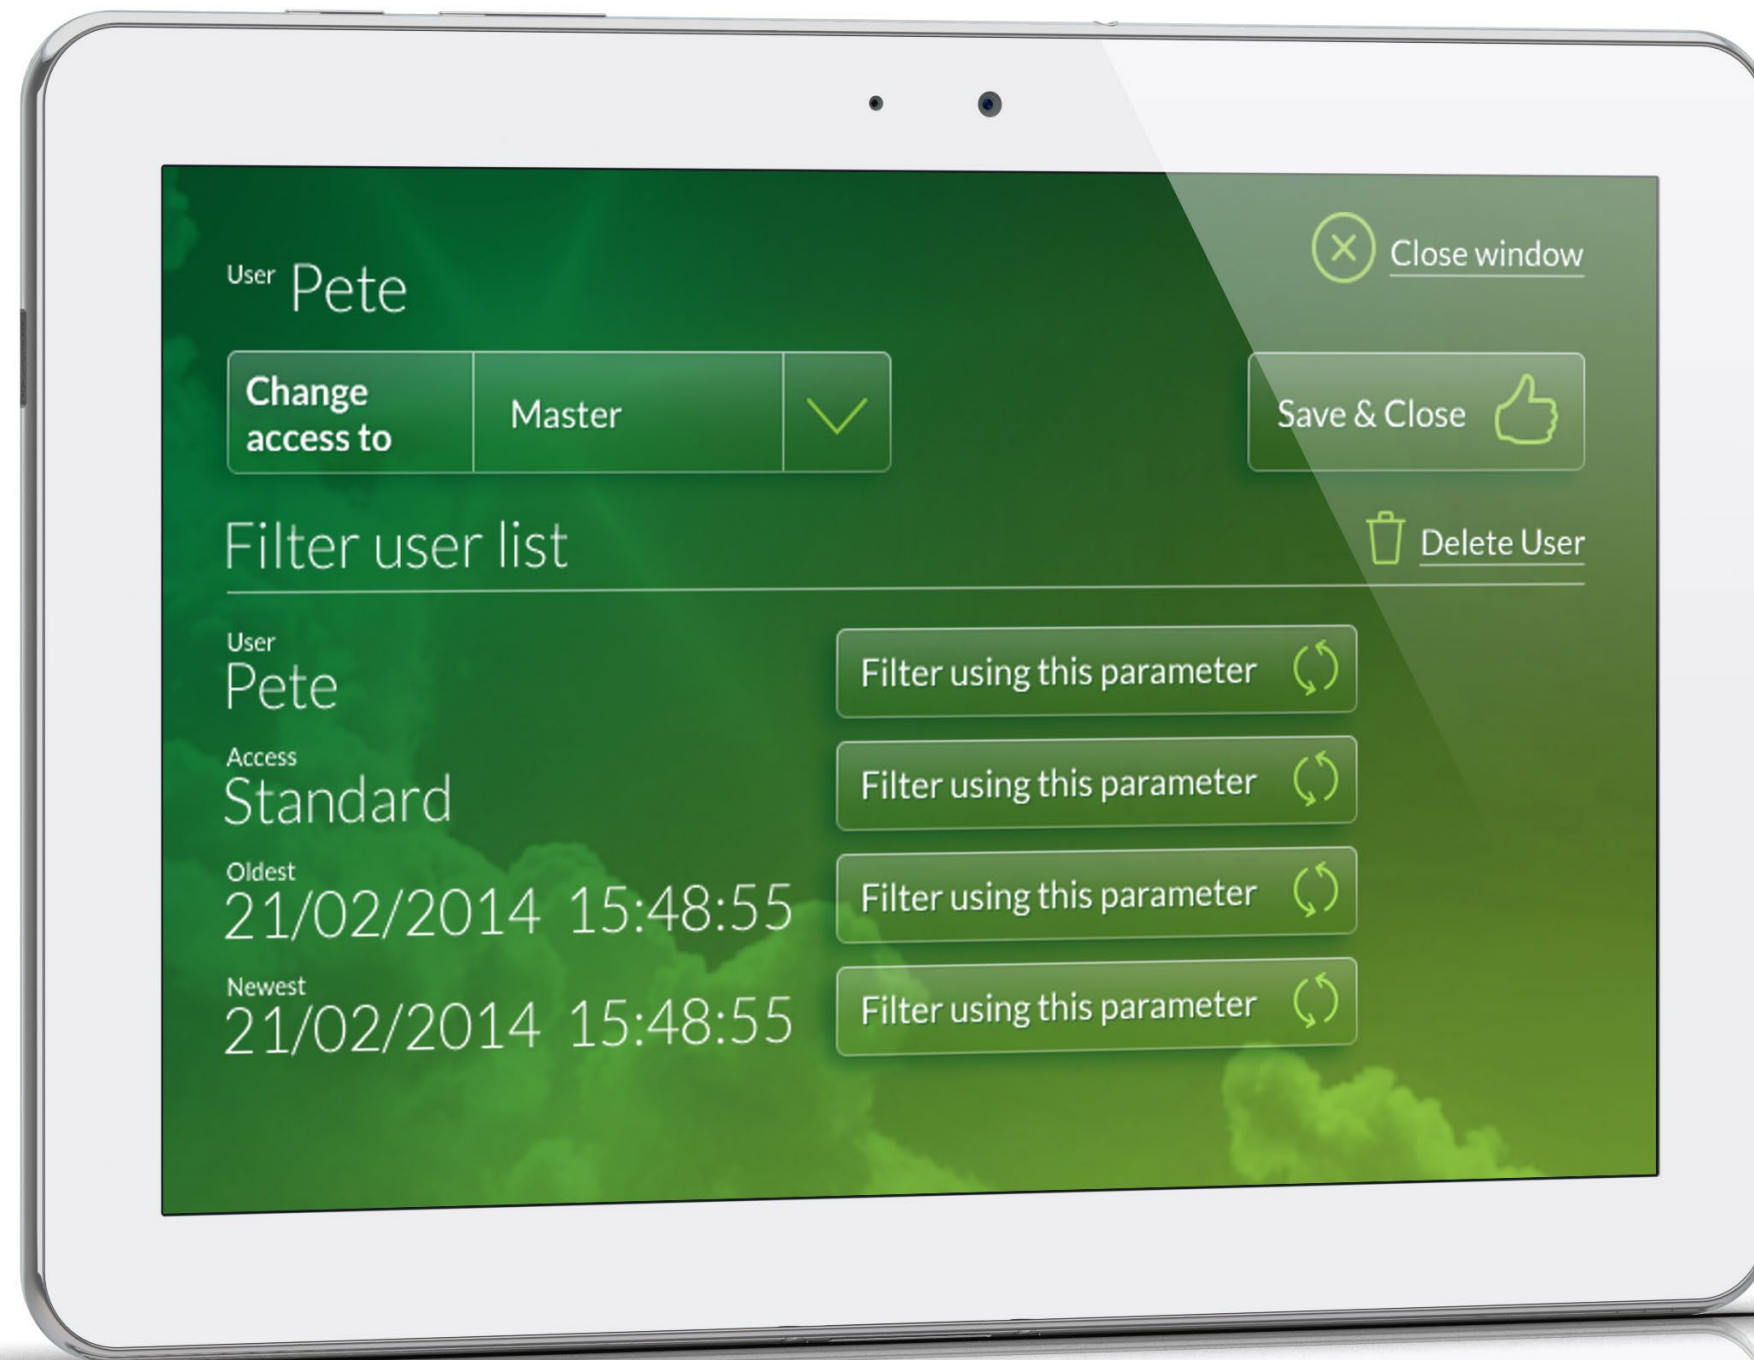 User Pete
Close window
Change
access to
Master
Save & Close
Filter user list
Delete User
User
Pete
Filter using this parameter
Access
Standard
Filter using this parameter
Oldest
21/02/2014 15:48:55
Filter using this parameter
Newest
21/02/2014 15:48:55
Filter using this parameter